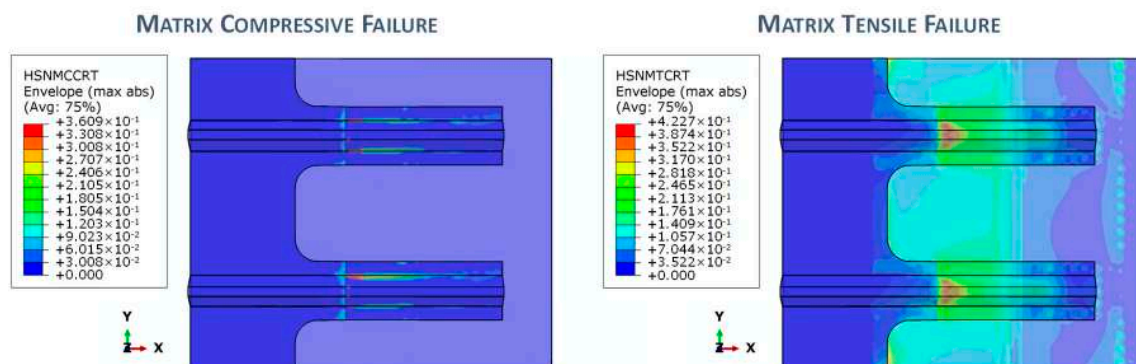 MATRIX COMPRESSIVE FAILURE
HSNMCCRT
Envelope (max abs)
(Avg: 75%)
+3.609×10⁻¹
+3.308×10⁻¹
+3.008×10⁻¹
+2.707×10⁻¹
+2.406×10⁻¹
+2.105×10⁻¹
+1.805×10⁻¹
+1.504×10⁻¹
+1.203×10⁻¹
+9.023×10⁻²
+6.015×10⁻²
+3.008×10⁻²
+0.000
Y
Z X
MATRIX TENSILE FAILURE
HSNMTCRT
Envelope (max abs)
(Avg: 75%)
+4.227×10⁻¹
+3.874×10⁻¹
+3.522×10⁻¹
+3.170×10⁻¹
+2.818×10⁻¹
+2.465×10⁻¹
+2.113×10⁻¹
+1.761×10⁻¹
+1.409×10⁻¹
+1.057×10⁻¹
+7.044×10⁻²
+3.522×10⁻²
+0.000
Y
Z X